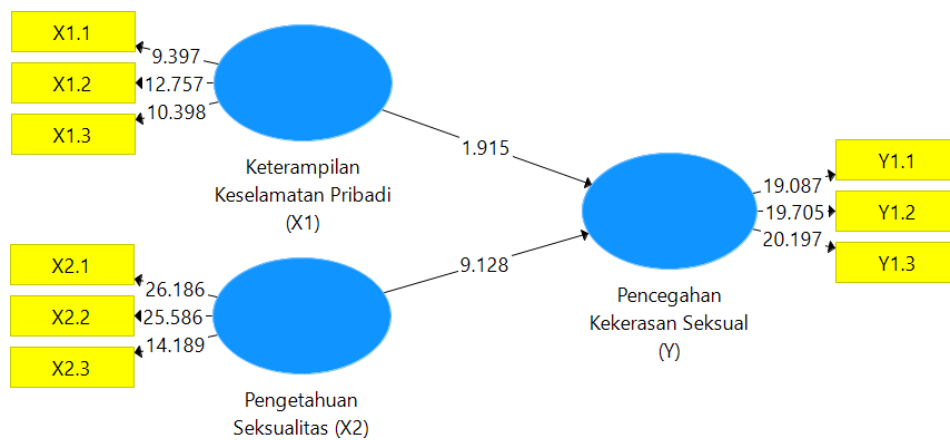 X1.1
9.397
X1.2
12.757
10.398
X1.3
Keterampilan
Keselamatan Pribadi
(X1)
1.915
X2.1
26.186
X2.2
25.586
14.189
X2.3
Pengetahuan
Seksualitas (X2)
9.128
Pencegahan
Kekerasan Seksual
(Y)
19.087
Y1.1
19.705
Y1.2
20.197
Y1.3